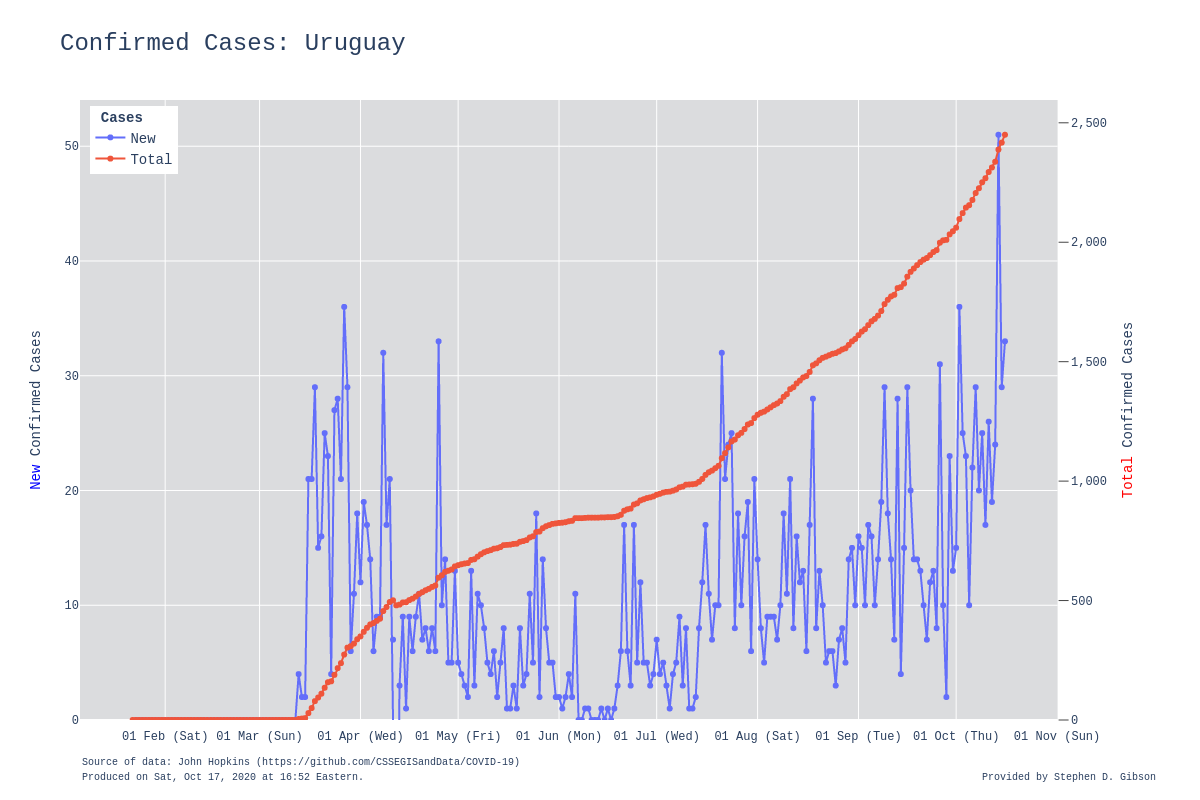 Confirmed Cases: Uruguay
Cases
New
Total
50
40
30
20
10
0
2,500
2,000
1,500
1,000
500
0
New Confirmed Cases
Total Confirmed Cases
01 Feb (Sat) 01 Mar (Sun) 01 Apr (Wed) 01 May (Fri) 01 Jun (Mon) 01 Jul (Wed) 01 Aug (Sat) 01 Sep (Tue) 01 Oct (Thu) 01 Nov (Sun)
Source of data: John Hopkins (https://github.com/CSSEGISandData/COVID-19)
Produced on Sat, Oct 17, 2020 at 16:52 Eastern.
Provided by Stephen D. Gibson